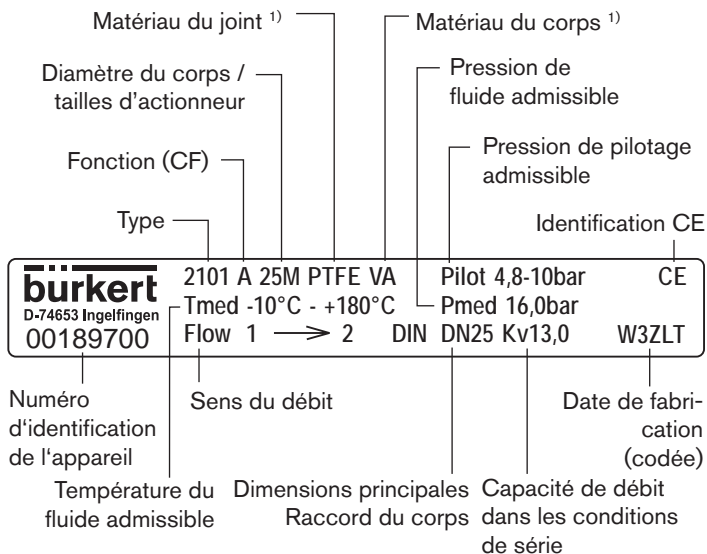 Matériau du joint 1)
Matériau du corps 1)
Diamètre du corps /
tailles d'actionneur
Pression de
fluide admissible
Fonction (CF)
Pression de pilotage
admissible
Type
Identification CE
bürkert
D-74653 Ingelfingen
00189700
2101 A 25M PTFE VA Pilot 4,8-10bar CE
Tmed -10°C - +180°C Pmed 16,0bar
Flow 1 → 2 DIN DN25 Kv13,0 W3ZLT
Numéro
d'identification
de l'appareil
Sens du débit
Date de fabri-
cation
(codée)
Température du
fluide admissible
Dimensions principales
Raccord du corps
Capacité de débit
dans les conditions
de série